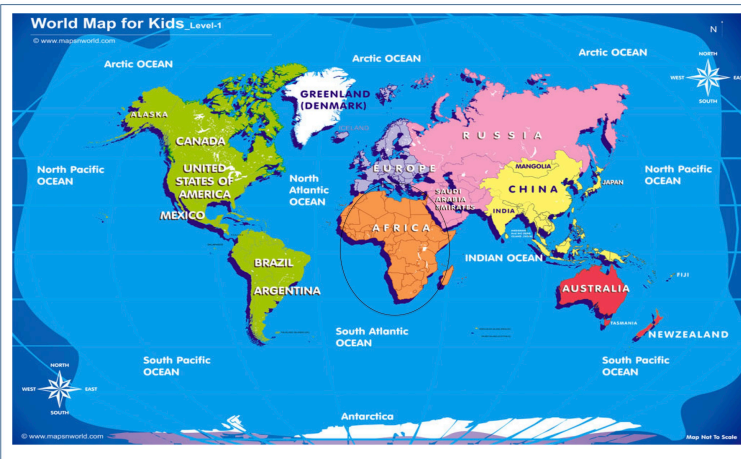 World Map for Kids_Level-1
© www.mapsnworld.com
N
Arctic OCEAN
Arctic OCEAN
Arctic OCEAN
NORTH
WEST
EAST
SOUTH
GREENLAND
(DENMARK)
ALASKA
CANADA
RUSSIA
EUROPE
MANGOLIA
North Pacific
OCEAN
UNITED
STATES OF
AMERICA
North
Atlantic
OCEAN
SAUDI
ARABIA
EMIRATES
CHINA
JAPAN
North Pacific
OCEAN
INDIA
MEXICO
AFRICA
BRAZIL
INDIAN OCEAN
FIJI
ARGENTINA
AUSTRALIA
TASMANIA
NEWZEALAND
South Atlantic
OCEAN
South Pacific
OCEAN
South Pacific
OCEAN
NORTH
WEST
EAST
SOUTH
Antarctica
© www.mapsnworld.com
Map Not To Scale